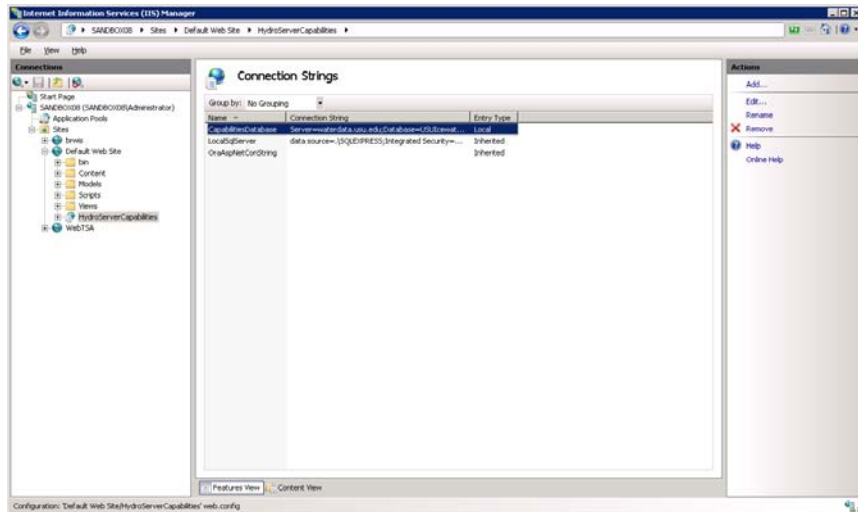 Internet Information Services (IIS) Manager
SANDBOX08 Sites Default Web Site HydroServerCapabilities
File View Help
Connections
Start Page
SANDBOX08 (SANDBOX08\Administrator)
Application Pools
Sites
brwis
Default Web Site
bin
Content
Models
Scripts
Views
HydroServerCapabilities
WebTSA
Connection Strings
Group by: No Grouping
Name Connection String Entry Type
CapabilitiesDatabase Server=waterdata.usu.edu;Database=USUIcewat... Local
LocalSqlServer data source=.\SQLEXPRESS;Integrated Security=... Inherited
OraAspNetConString Inherited
Features View Content View
Actions
Add...
Edit...
Rename
Remove
Help
Online Help
Configuration: 'Default Web Site/HydroServerCapabilities' web.config